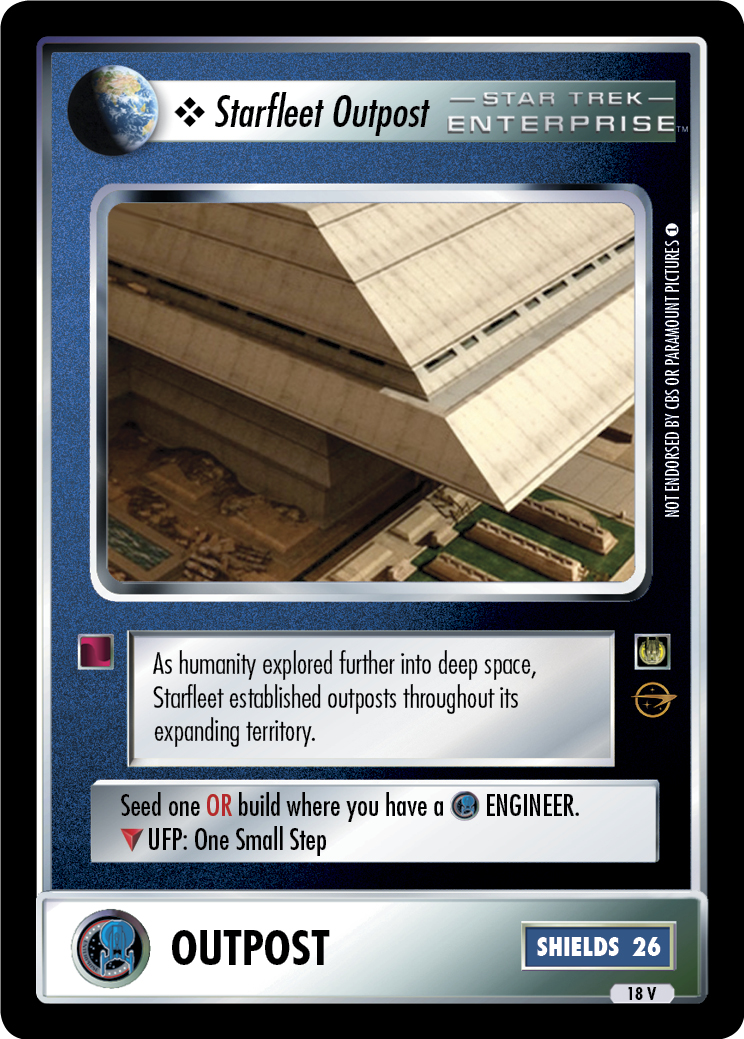 ❖ Starfleet Outpost
STAR TREK
ENTERPRISE™
NOT ENDORSED BY CBS OR PARAMOUNT PICTURES 1
As humanity explored further into deep space,
Starfleet established outposts throughout its
expanding territory.
Seed one OR build where you have a ENGINEER.
UFP: One Small Step
OUTPOST
SHIELDS 26
18 V